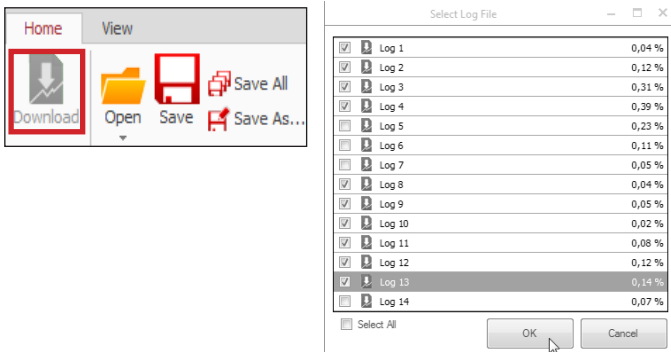 Home View
Download
Open
Save
Save All
Save As...
Select Log File
Log 1 0,04 %
Log 2 0,12 %
Log 3 0,31 %
Log 4 0,39 %
Log 5 0,23 %
Log 6 0,11 %
Log 7 0,05 %
Log 8 0,04 %
Log 9 0,05 %
Log 10 0,02 %
Log 11 0,08 %
Log 12 0,12 %
Log 13 0,14 %
Log 14 0,07 %
Select All
OK
Cancel